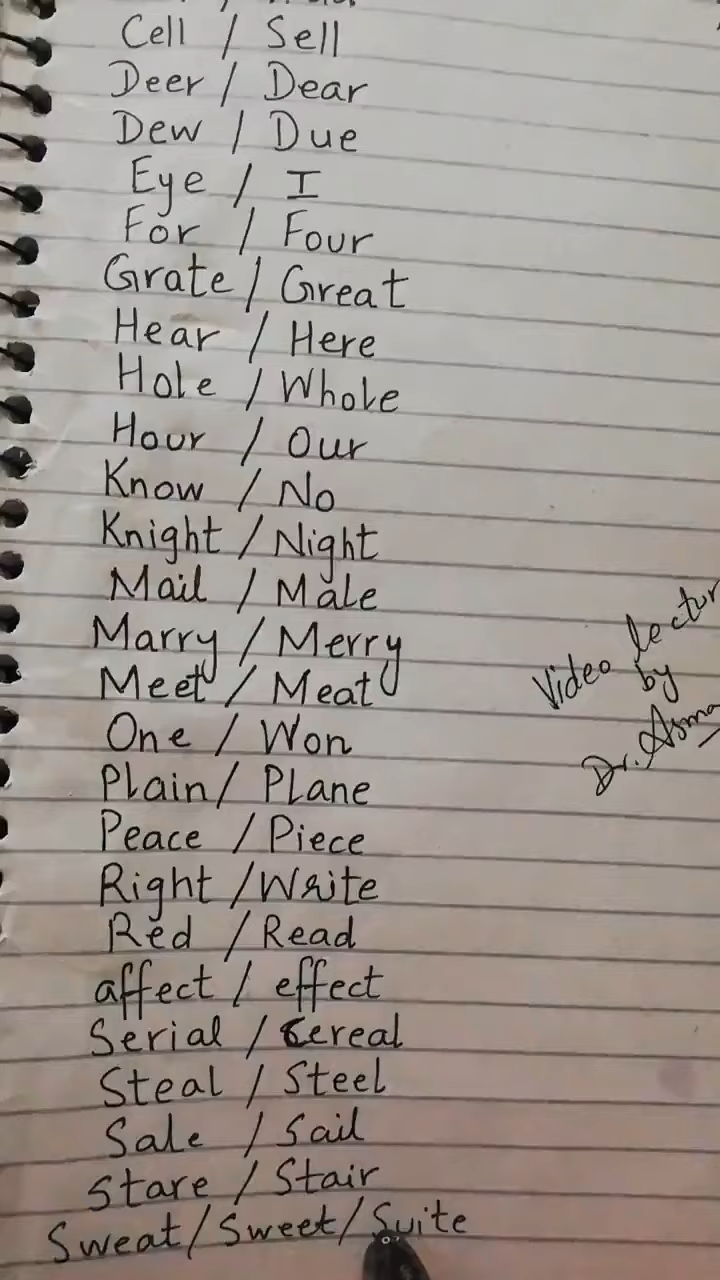 Cell / Sell
Deer / Dear
Dew / Due
Eye / I
For / Four
Grate / Great
Hear / Here
Hole / Whole
Hour / Our
Know / No
Knight / Night
Mail / Male
Marry / Merry
Meet / Meat
One / Won
Plain / Plane
Peace / Piece
Right / Write
Red / Read
affect / effect
Serial / Cereal
Steal / Steel
Sale / Sail
Stare / Stair
Sweat / Sweet / Suite
Video lectur
by
Dr. Asma